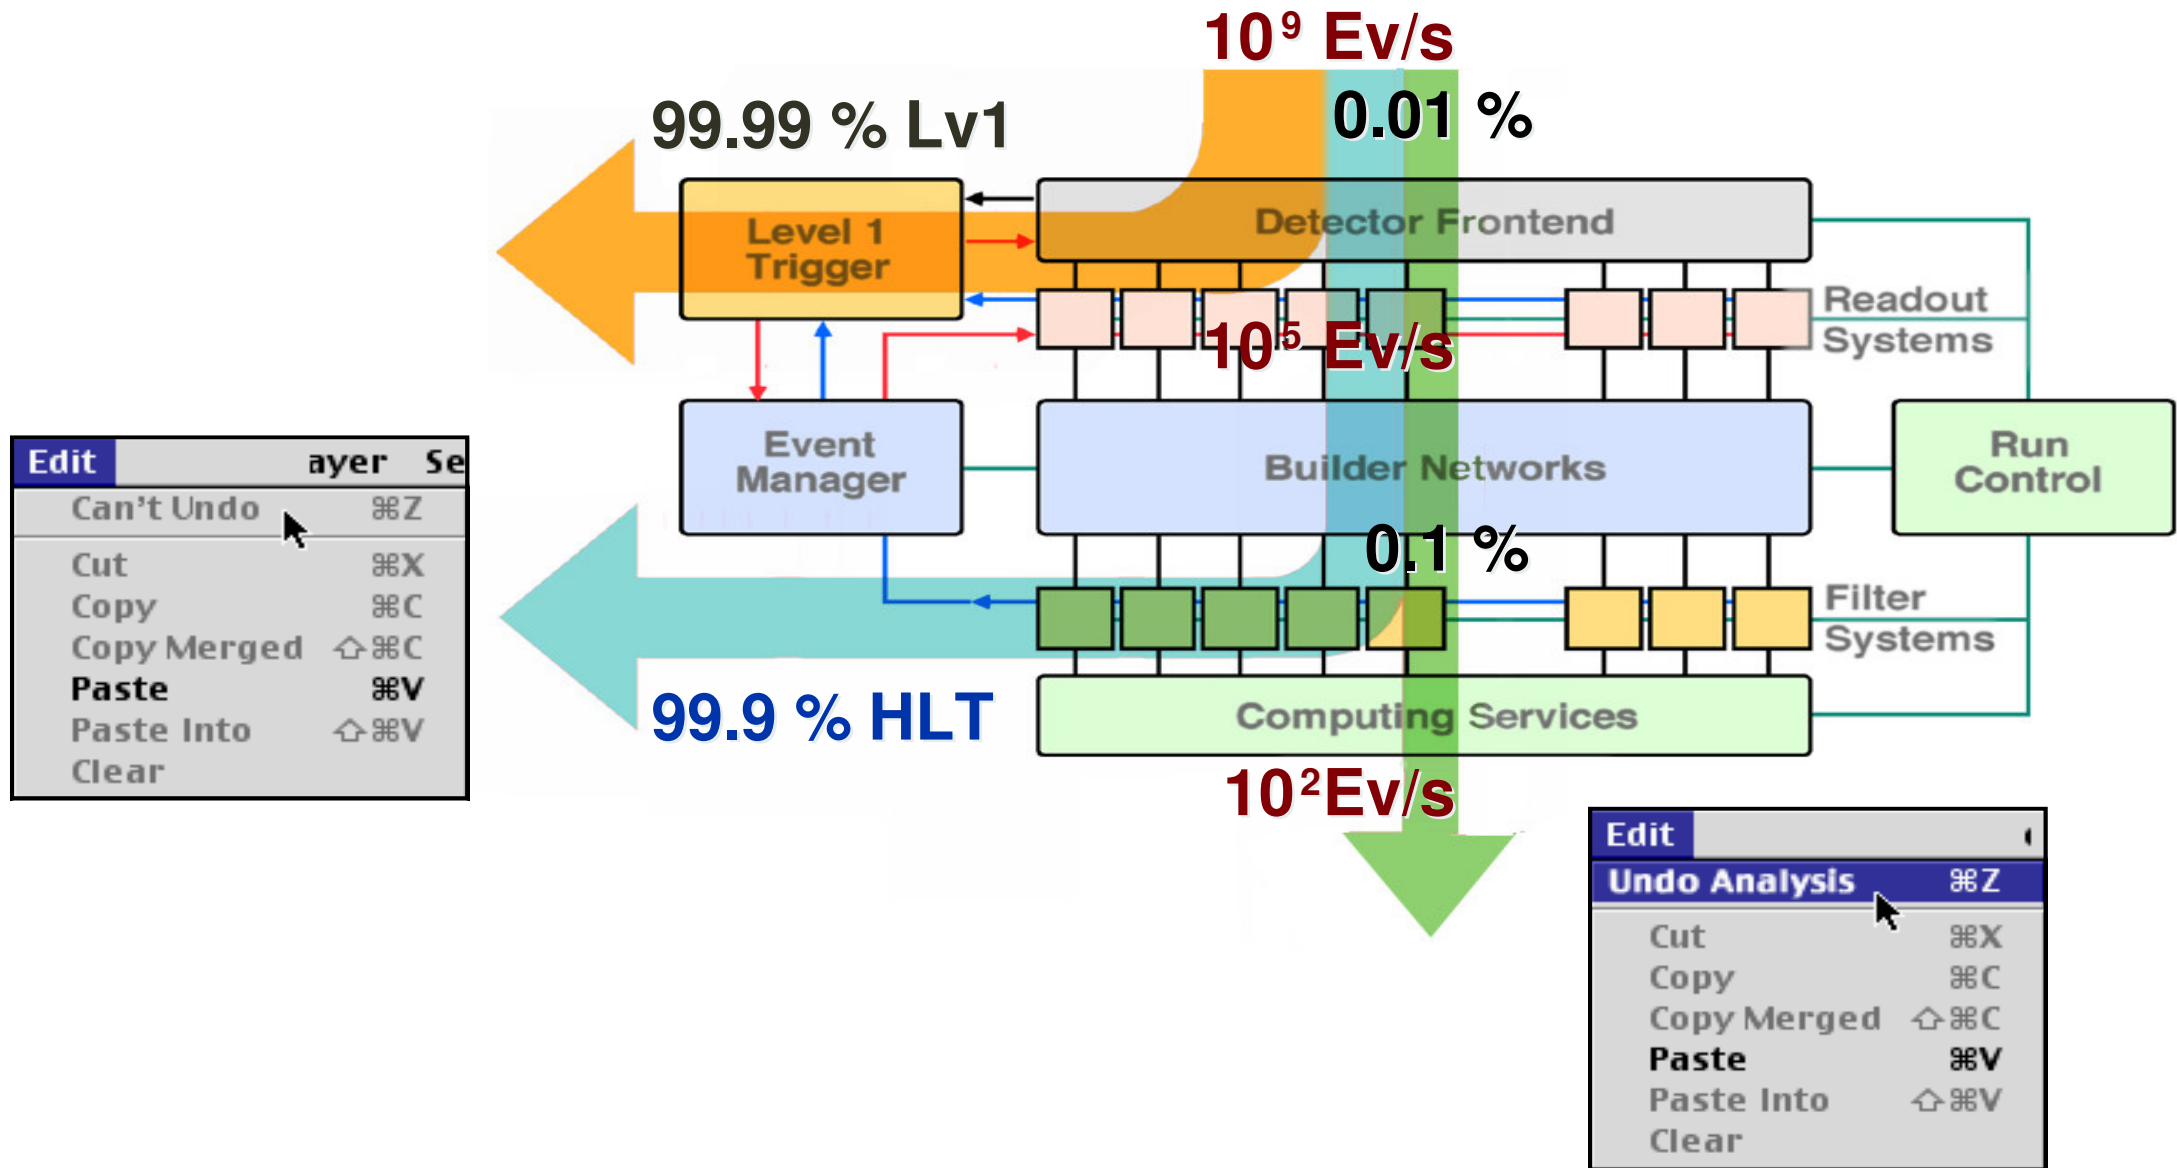 10⁹ Ev/s
99.99 % Lv1
0.01 %
Level 1
Trigger
Detector Frontend
Readout
Systems
10⁵ Ev/s
Event
Manager
Builder Networks
Run
Control
0.1 %
Filter
Systems
99.9 % HLT
Computing Services
10² Ev/s
Edit ayer Se
Can't Undo ⌘Z
Cut ⌘X
Copy ⌘C
Copy Merged ⇧⌘C
Paste ⌘V
Paste Into ⇧⌘V
Clear
Edit
Undo Analysis ⌘Z
Cut ⌘X
Copy ⌘C
Copy Merged ⇧⌘C
Paste ⌘V
Paste Into ⇧⌘V
Clear